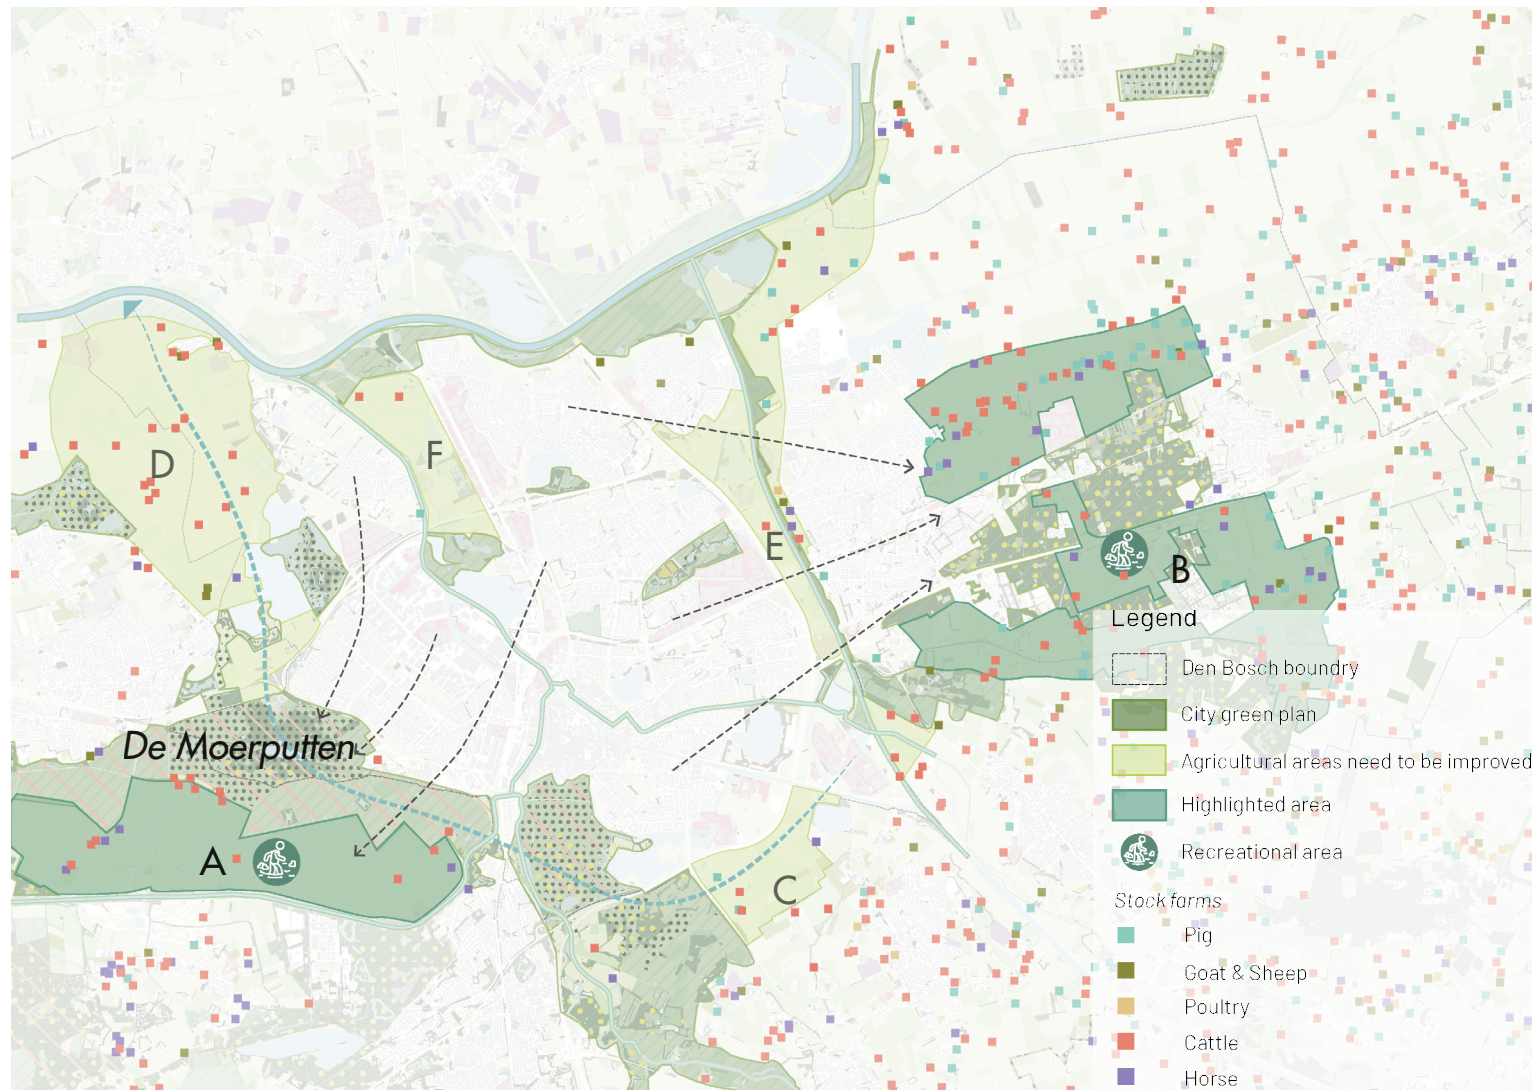 D
F
E
B
De Moerputten
A
C
Legend
Den Bosch boundry
City green plan
Agricultural areas need to be improved
Highlighted area
Recreational area
Stock farms
Pig
Goat & Sheep
Poultry
Cattle
Horse